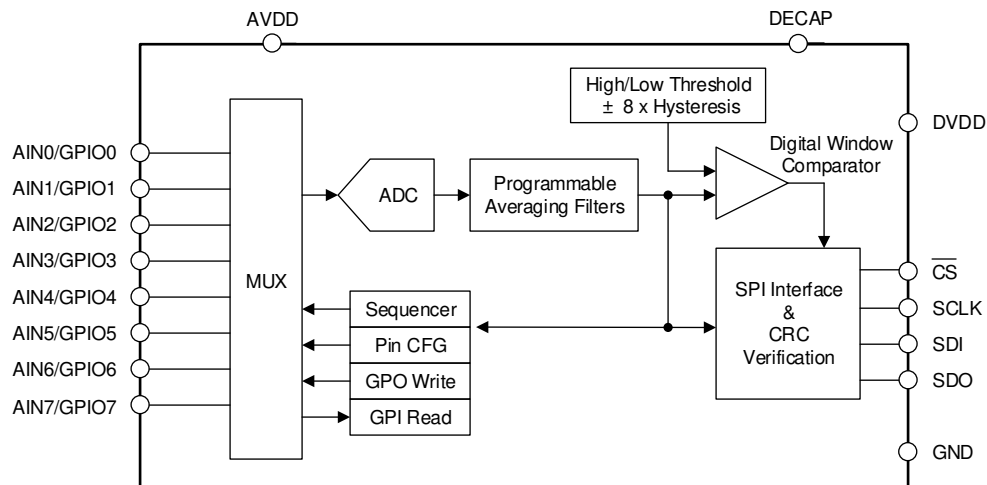 AVDD
DECAP
High/Low Threshold
± 8 x Hysteresis
DVDD
Digital Window
Comparator
AIN0/GPIO0
AIN1/GPIO1
AIN2/GPIO2
AIN3/GPIO3
AIN4/GPIO4
AIN5/GPIO5
AIN6/GPIO6
AIN7/GPIO7
MUX
ADC
Programmable
Averaging Filters
Sequencer
Pin CFG
GPO Write
GPI Read
SPI Interface
&
CRC
Verification
C̅S̅
SCLK
SDI
SDO
GND